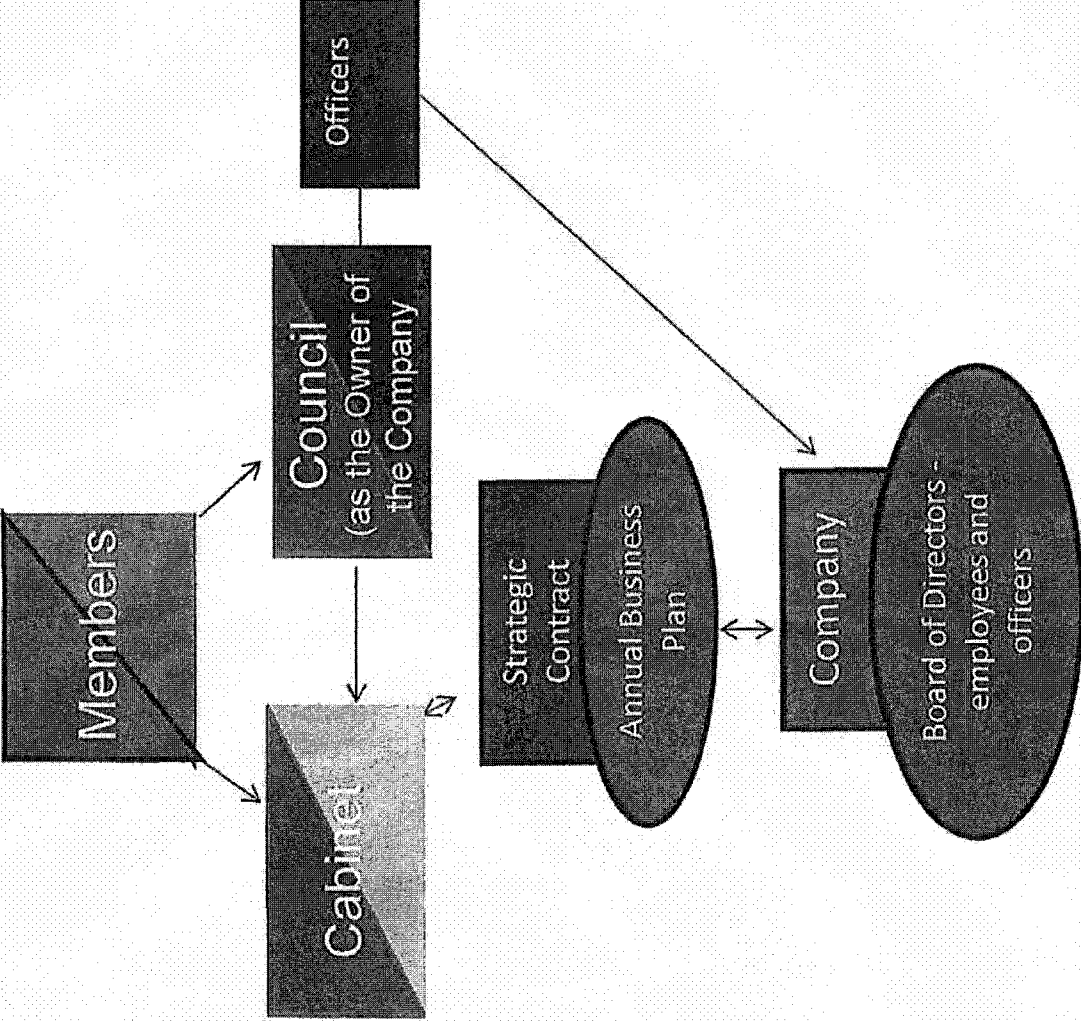 Members
Officers
Council
(as the Owner of
the Company
Cabinet
Strategic
Contract
Annual Business
Plan
Company
Board of Directors -
employees and
officers